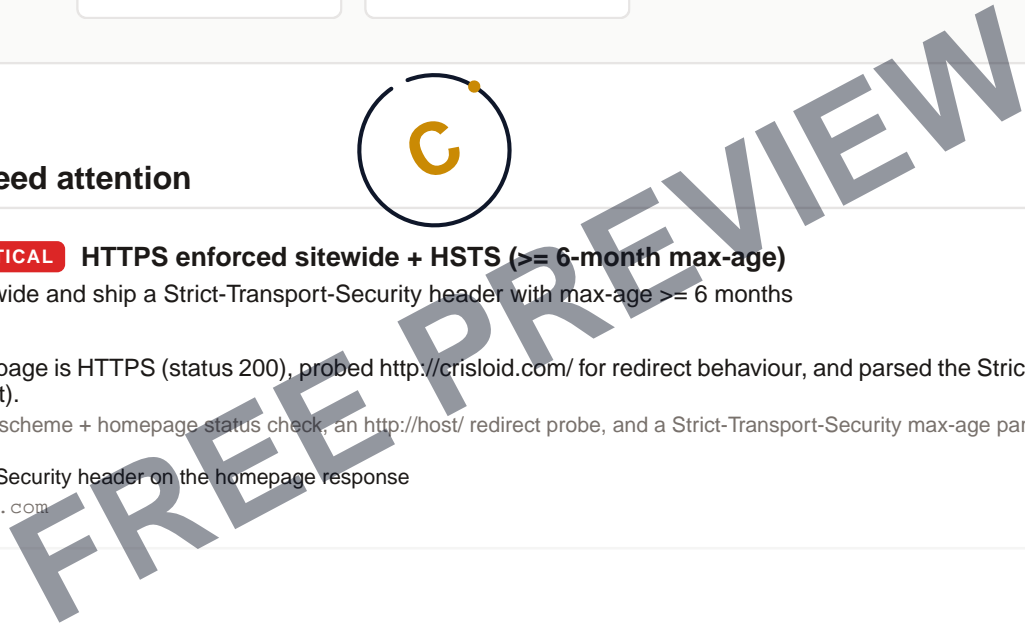 C
eed attention
TICAL HTTPS enforced sitewide + HSTS (>= 6-month max-age)
wide and ship a Strict-Transport-Security header with max-age >= 6 months
page is HTTPS (status 200), probed http://crisloid.com/ for redirect behaviour, and parsed the Stric
t).
scheme + homepage status check, an http://host/ redirect probe, and a Strict-Transport-Security max-age par
Security header on the homepage response
.com
FREE PREVIEW